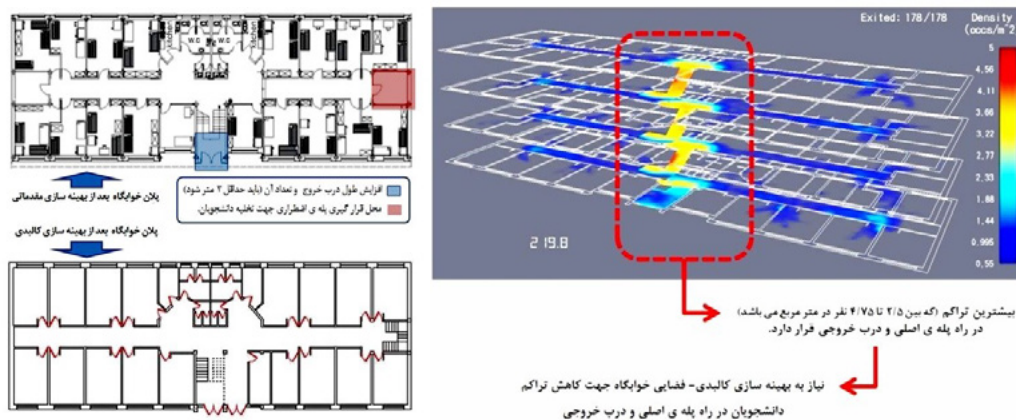 kitchen
W.C
W.C
kitchen
افزایش طول درب خروج و تعداد آن (باید حداقل ۲ متر شود)
محل قرار گیری پله ی اضطراری جهت تخلیه دانشجویان.
پلان خوابگاه بعد از بهینه سازی مقدماتی
پلان خوابگاه بعد از بهینه سازی کالبدی
Exited: 178/178
Density
(occs/m^2)
5
4.56
4.11
3.66
3.22
2.77
2.33
1.88
1.44
0.995
0.55
219.8
بیشترین تراکم (که بین ۲/۵ تا ۴/۷۵ نفر در متر مربع می باشد)
در راه پله ی اصلی و درب خروجی قرار دارد.
نیاز به بهینه سازی کالبدی- فضایی خوابگاه جهت کاهش تراکم
دانشجویان در راه پله ی اصلی و درب خروجی